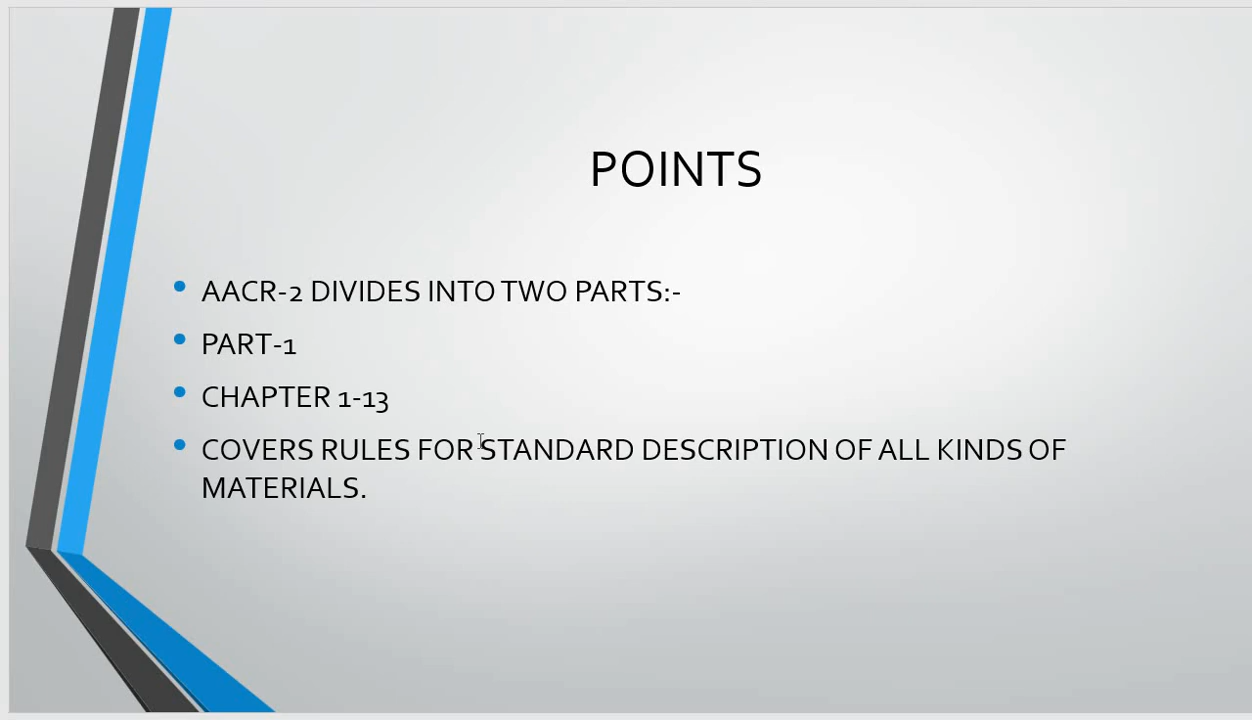 POINTS
AACR-2 DIVIDES INTO TWO PARTS:-
PART-1
CHAPTER 1-13
COVERS RULES FOR STANDARD DESCRIPTION OF ALL KINDS OF
MATERIALS.